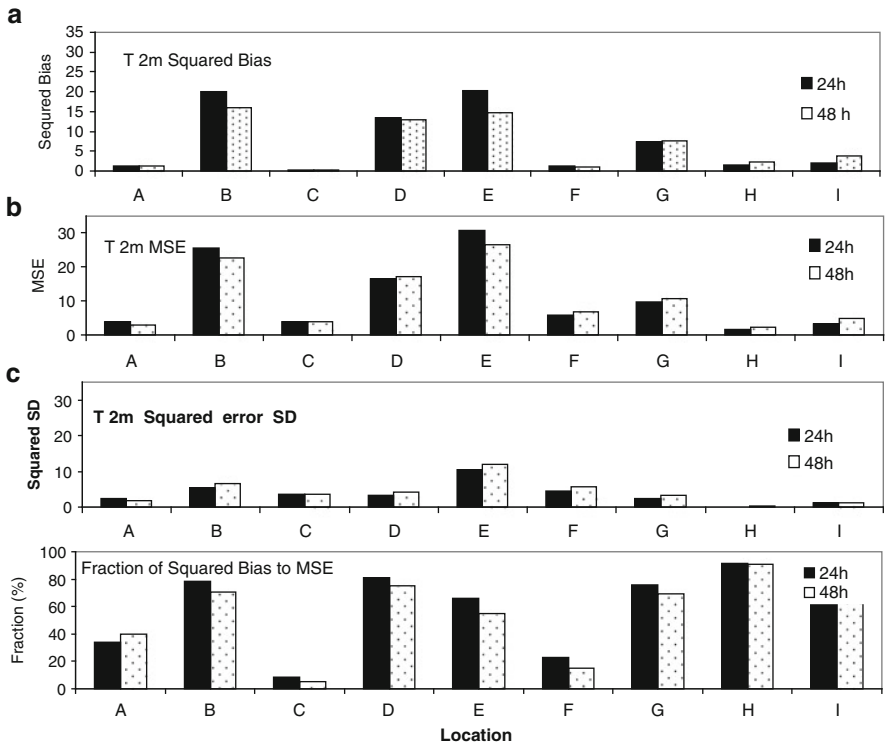 a
35
30
25
20
15
10
5
0
Sequred Bias
T 2m Squared Bias
24h
48 h
A B C D E F G H I
b
30
20
10
0
MSE
T 2m MSE
24h
48h
A B C D E F G H I
c
30
20
10
0
Squared SD
T 2m Squared error SD
24h
48h
A B C D E F G H I
100
80
60
40
20
0
Fraction (%)
Fraction of Squared Bias to MSE
24h
48h
A B C D E F G H I
Location